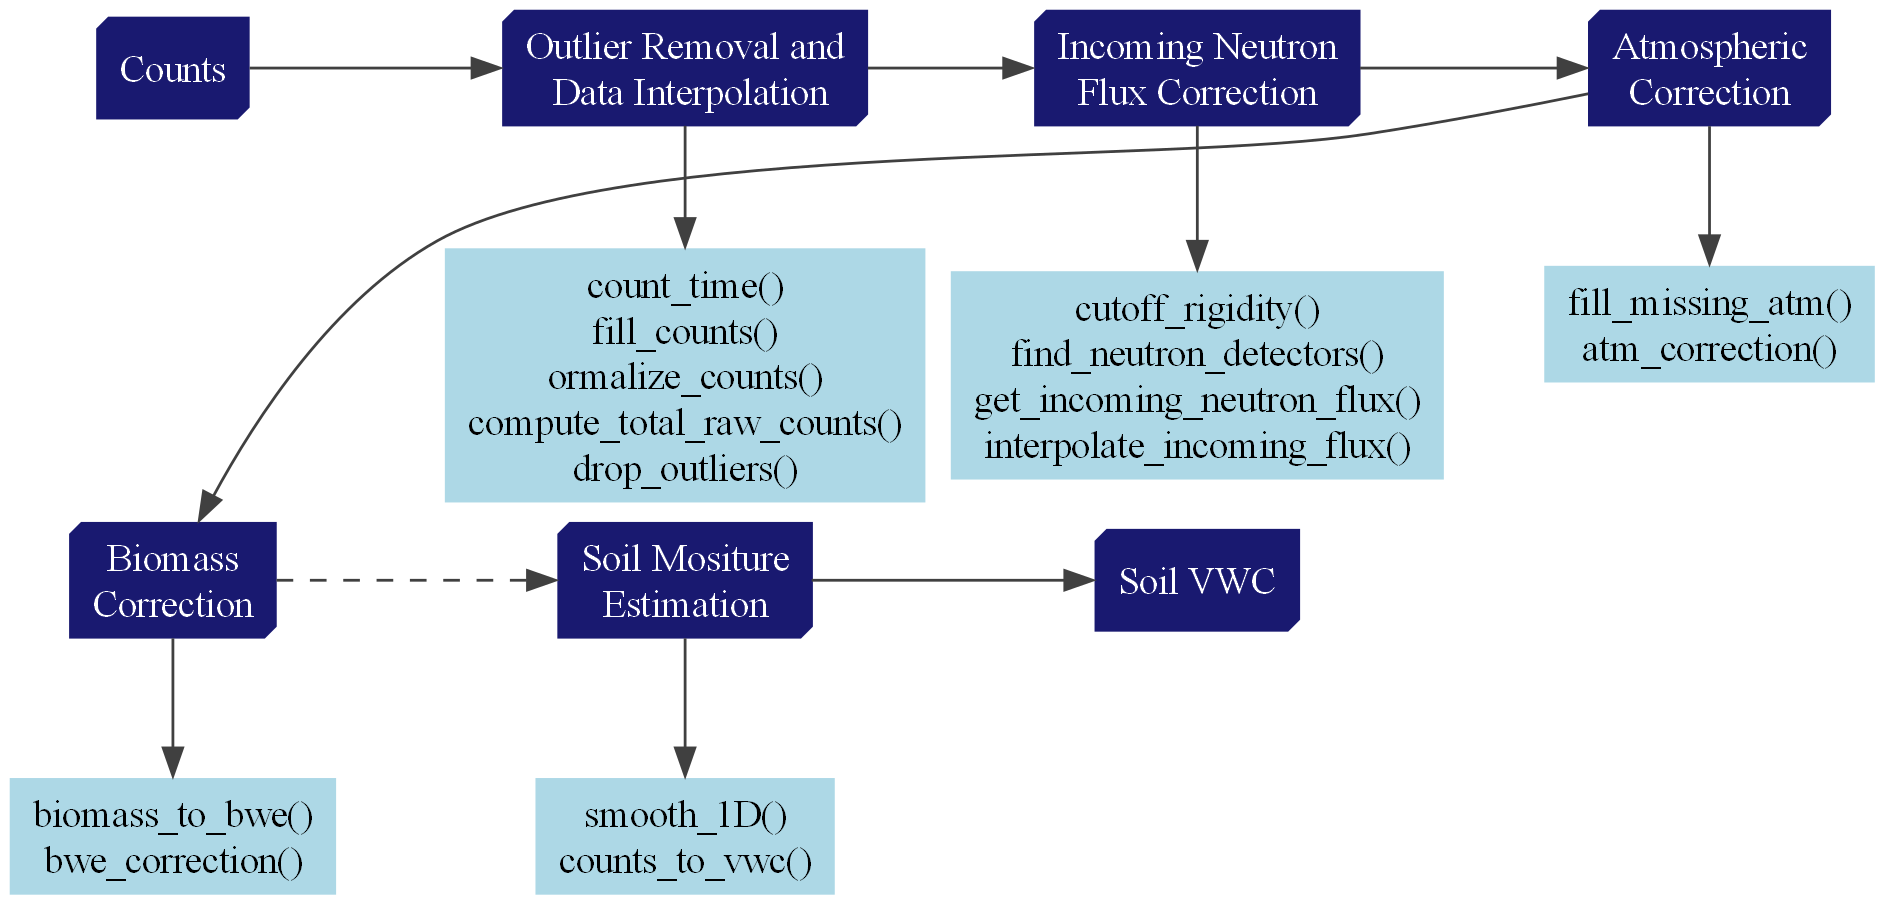 Counts
Outlier Removal and
Data Interpolation
Incoming Neutron
Flux Correction
Atmospheric
Correction
count_time()
fill_counts()
ormalize_counts()
compute_total_raw_counts()
drop_outliers()
cutoff_rigidity()
find_neutron_detectors()
get_incoming_neutron_flux()
interpolate_incoming_flux()
fill_missing_atm()
atm_correction()
Biomass
Correction
Soil Mositure
Estimation
Soil VWC
biomass_to_bwe()
bwe_correction()
smooth_1D()
counts_to_vwc()